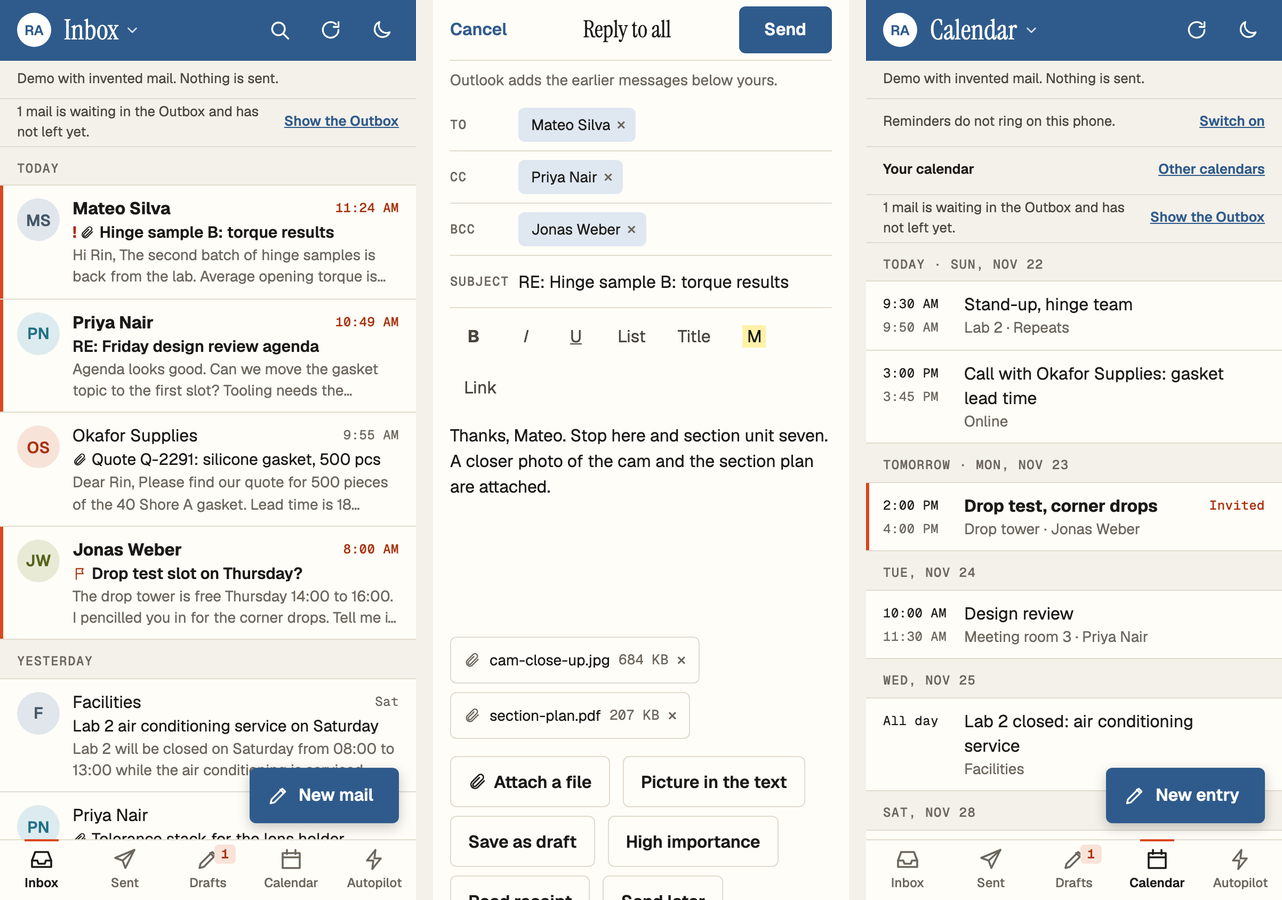 RA Inbox
Demo with invented mail. Nothing is sent.
1 mail is waiting in the Outbox and has
not left yet.
Show the Outbox
TODAY
MS
Mateo Silva 11:24 AM
! Hinge sample B: torque results
Hi Rin, The second batch of hinge samples is
back from the lab. Average opening torque is…
PN
Priya Nair 10:49 AM
RE: Friday design review agenda
Agenda looks good. Can we move the gasket
topic to the first slot? Tooling needs the…
OS
Okafor Supplies 9:55 AM
Quote Q-2291: silicone gasket, 500 pcs
Dear Rin, Please find our quote for 500 pieces
of the 40 Shore A gasket. Lead time is 18…
JW
Jonas Weber 8:00 AM
Drop test slot on Thursday?
The drop tower is free Thursday 14:00 to 16:00.
I pencilled you in for the corner drops. Tell me i…
YESTERDAY
F
Facilities Sat
Lab 2 air conditioning service on Saturday
Lab 2 will be closed on Saturday from 08:00 to
13:00 while the air conditioning is serviced
New mail
PN
Priya Nair
Tolerance stack for the lens holder
Inbox Sent Drafts 1 Calendar Autopilot
Cancel Reply to all Send
Outlook adds the earlier messages below yours.
TO Mateo Silva ×
CC Priya Nair ×
BCC Jonas Weber ×
SUBJECT RE: Hinge sample B: torque results
B I U List Title M
Link
Thanks, Mateo. Stop here and section unit seven.
A closer photo of the cam and the section plan
are attached.
cam-close-up.jpg 684 KB ×
section-plan.pdf 207 KB ×
Attach a file Picture in the text
Save as draft High importance
Read receipt Send later
RA Calendar
Demo with invented mail. Nothing is sent.
Reminders do not ring on this phone. Switch on
Your calendar Other calendars
1 mail is waiting in the Outbox and has
not left yet.
Show the Outbox
TODAY · SUN, NOV 22
9:30 AM Stand-up, hinge team
9:50 AM Lab 2 · Repeats
3:00 PM Call with Okafor Supplies: gasket
3:45 PM lead time
Online
TOMORROW · MON, NOV 23
2:00 PM Drop test, corner drops Invited
4:00 PM Drop tower · Jonas Weber
TUE, NOV 24
10:00 AM Design review
11:30 AM Meeting room 3 · Priya Nair
WED, NOV 25
All day Lab 2 closed: air conditioning
service
Facilities
New entry
SAT, NOV 28
Inbox Sent Drafts 1 Calendar Autopilot